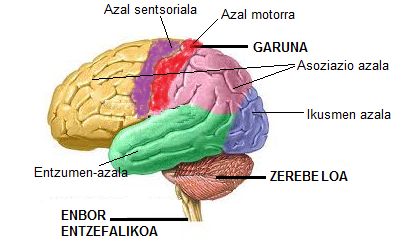 Azal sentsoriala
Azal motorra
GARUNA
Asoziazio azala
Ikusmen azala
Entzumen-azala
ZEREBELOA
ENBOR
ENTZEFALIKOA